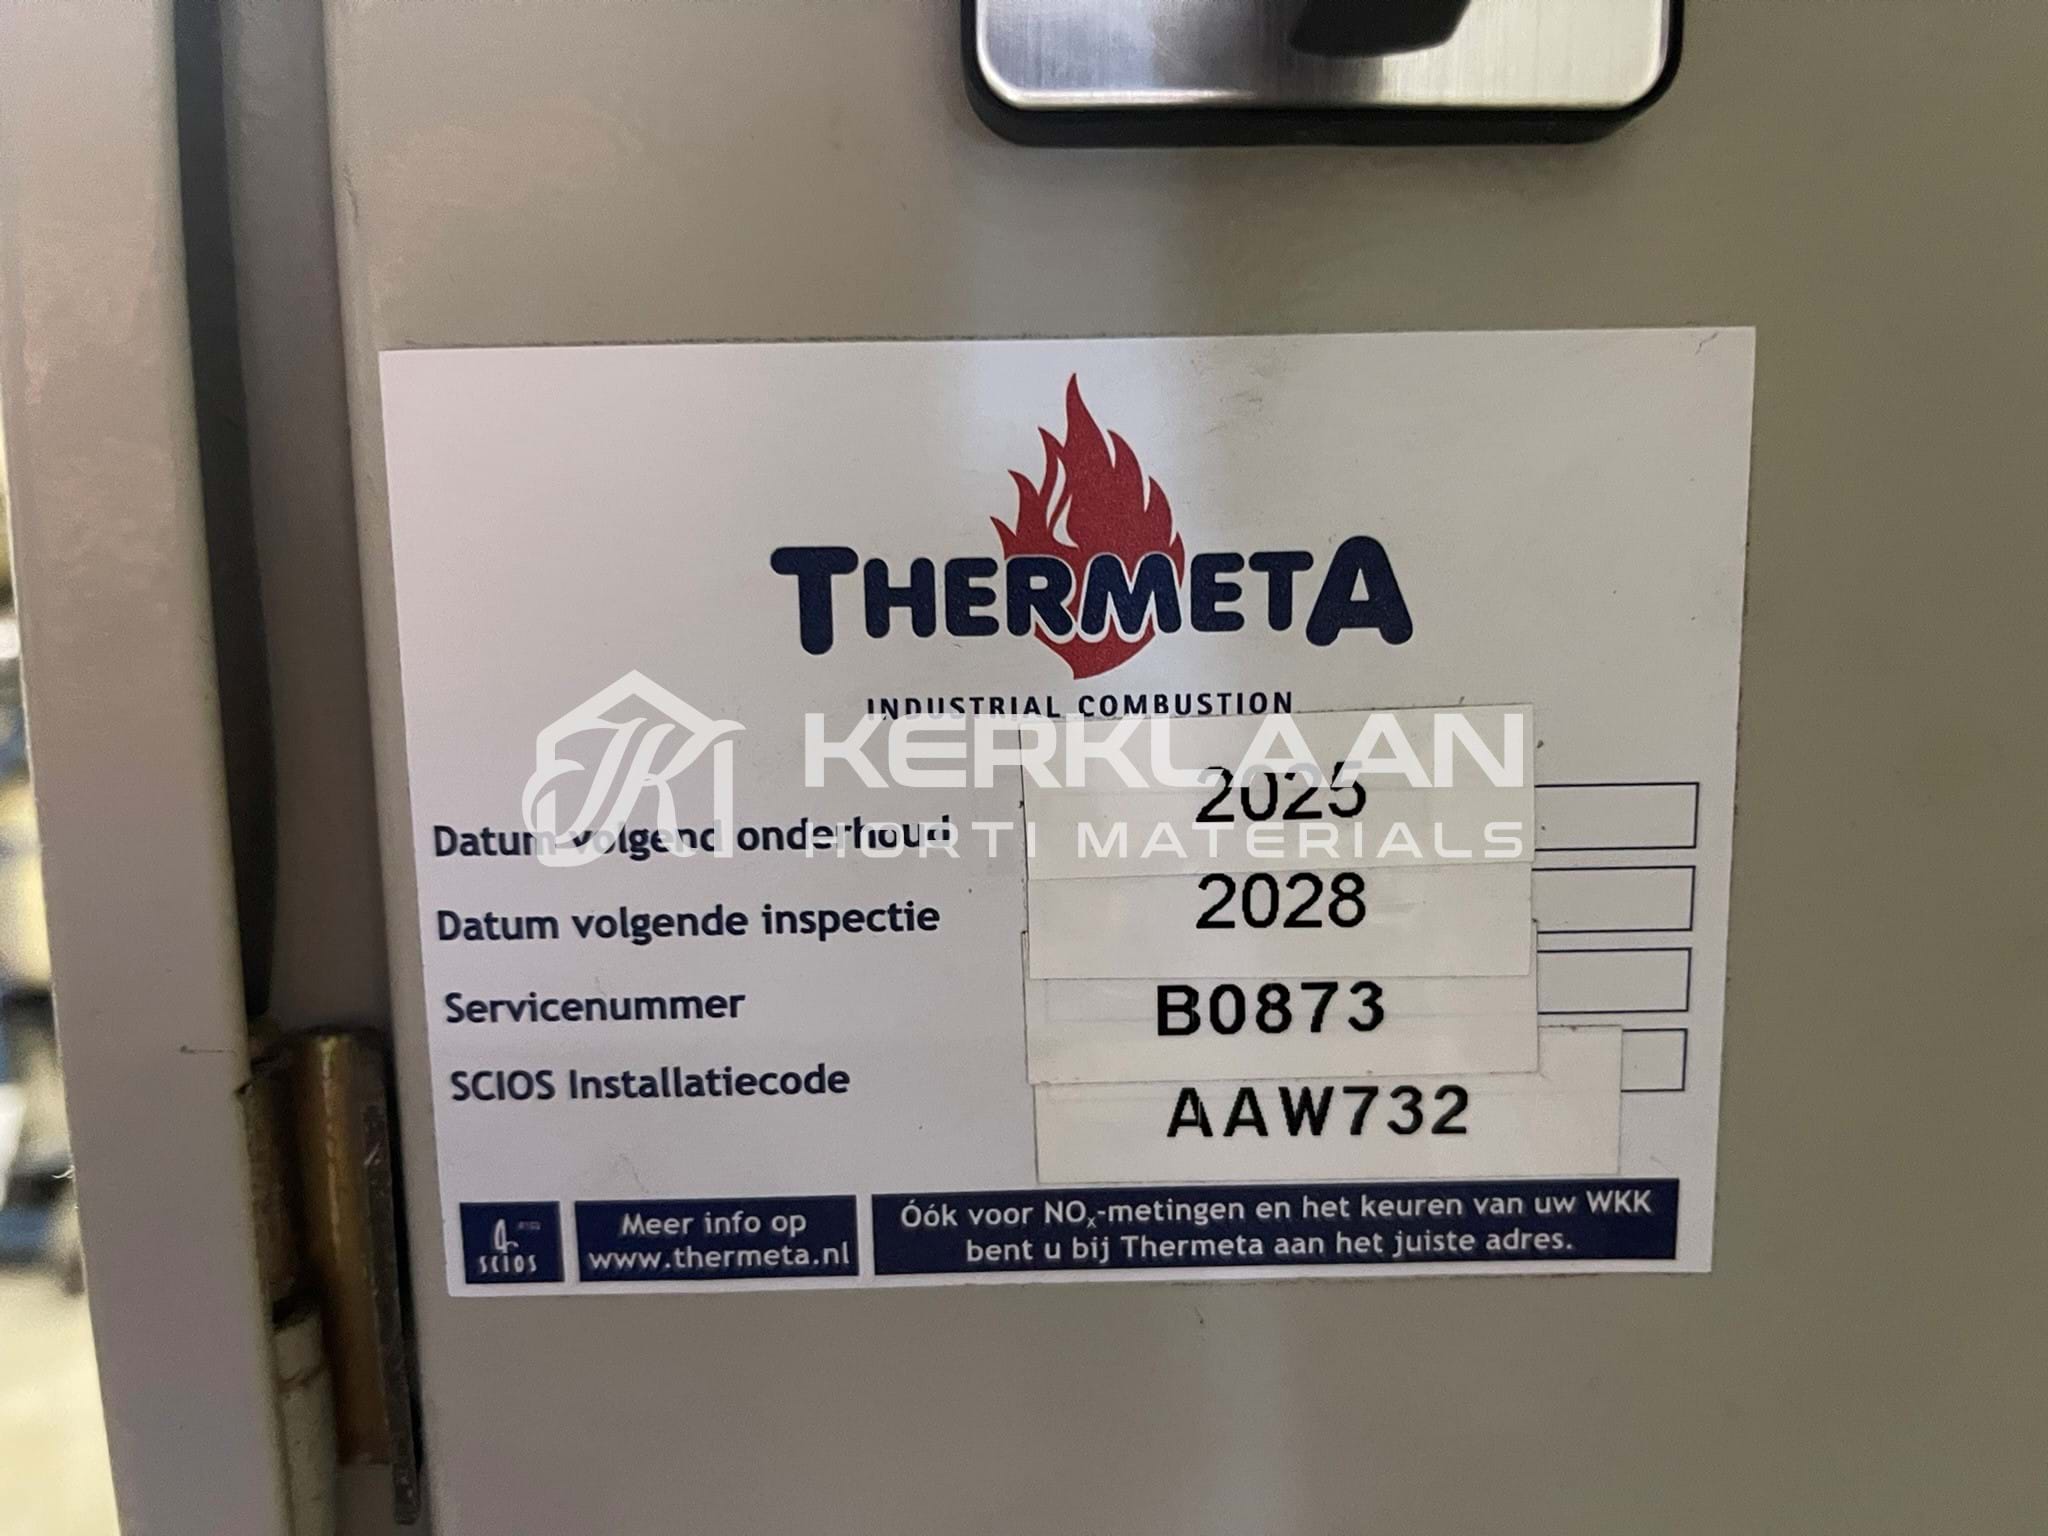 THERMETA
INDUSTRIAL COMBUSTION
KERKLAAN
HORTI MATERIALS
Datum volgend onderhoud 2025
Datum volgende inspectie 2028
Servicenummer B0873
SCIOS Installatiecode AAW732
SCIOS
Meer info op
www.thermeta.nl
Óók voor NOx-metingen en het keuren van uw WKK
bent u bij Thermeta aan het juiste adres.